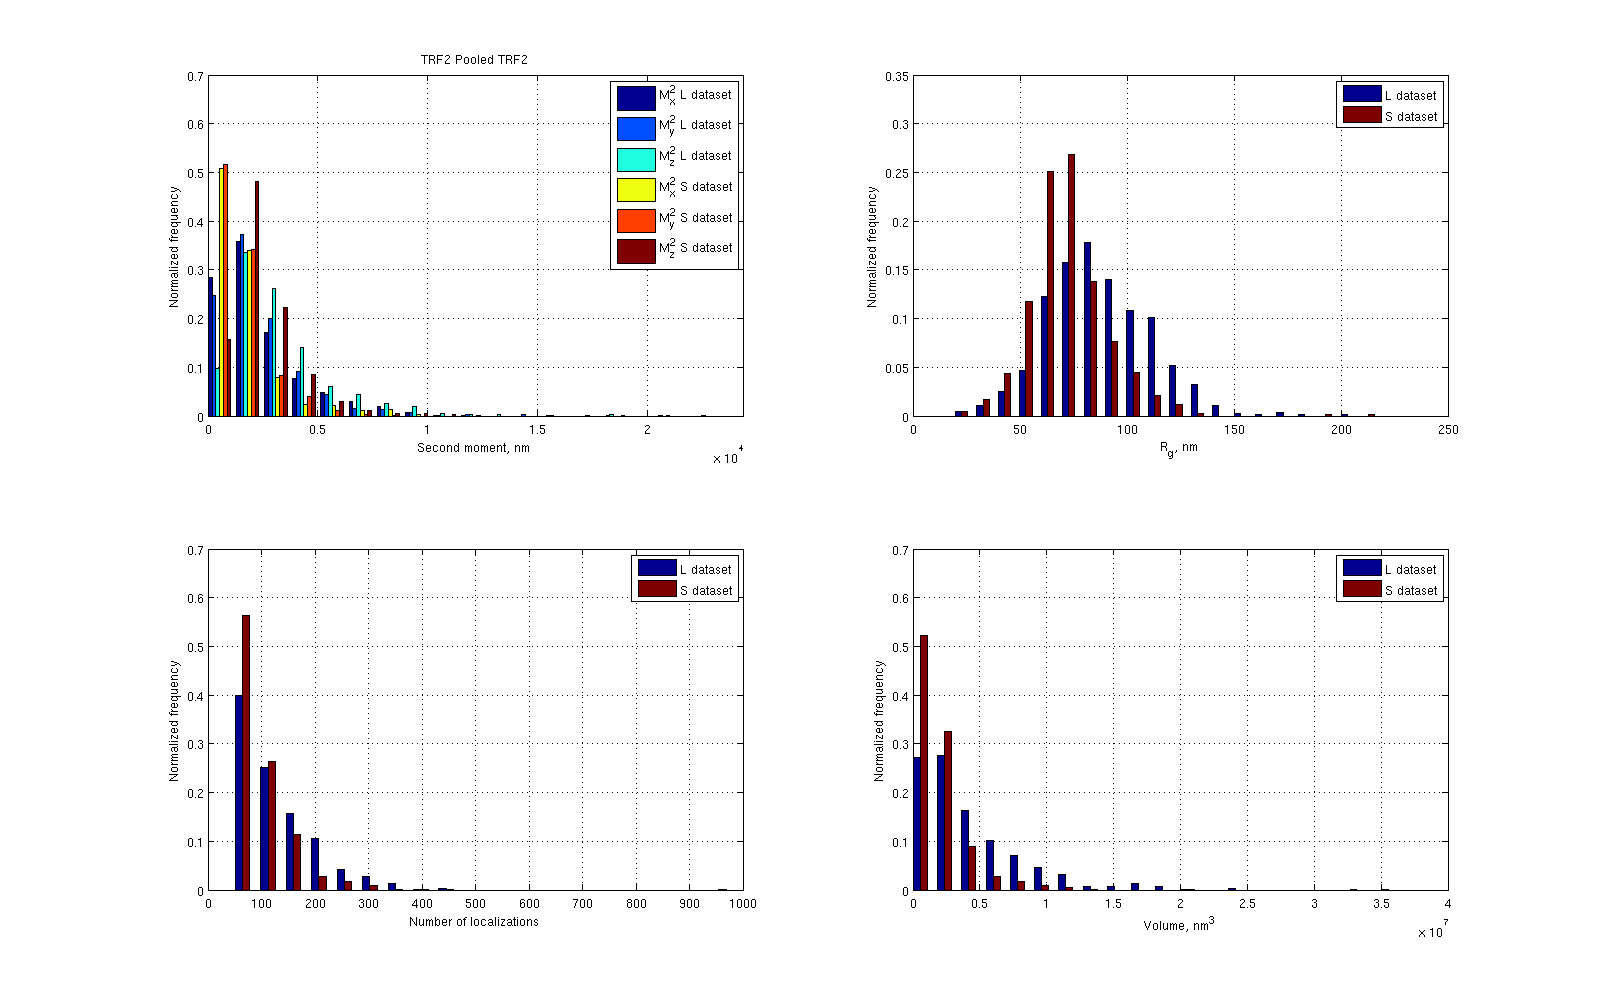 TRF2 Pooled TRF2
0.7
0.6
0.5
0.4
0.3
0.2
0.1
0
Normalized frequency
M²ₓ L dataset
M²y L dataset
M²z L dataset
M²ₓ S dataset
M²y S dataset
M²z S dataset
0 0.5 1 1.5 2
Second moment, nm
× 10⁴
0.35
0.3
0.25
0.2
0.15
0.1
0.05
0
Normalized frequency
L dataset
S dataset
0 50 100 150 200 250
Rg, nm
0.7
0.6
0.5
0.4
0.3
0.2
0.1
0
Normalized frequency
L dataset
S dataset
0 100 200 300 400 500 600 700 800 900 1000
Number of localizations
0.7
0.6
0.5
0.4
0.3
0.2
0.1
0
Normalized frequency
L dataset
S dataset
0 0.5 1 1.5 2 2.5 3 3.5 4
Volume, nm³
× 10⁷